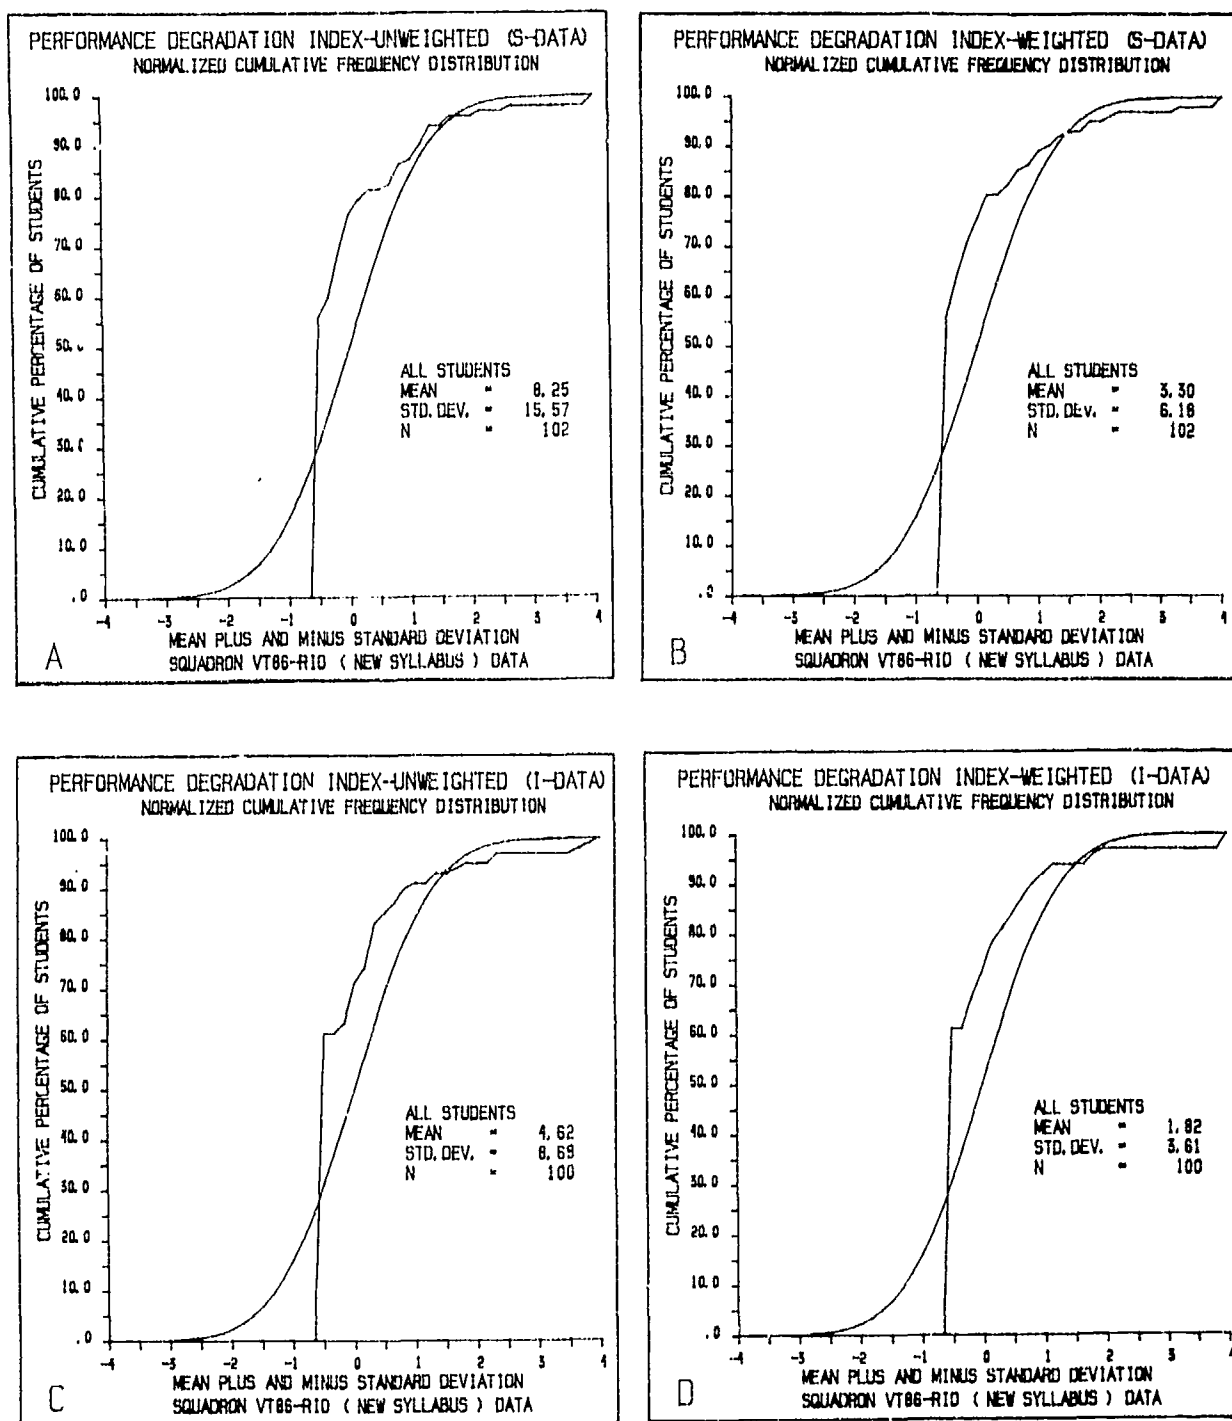 PERFORMANCE DEGRADATION INDEX-UNWEIGHTED (S-DATA)
NORMALIZED CUMULATIVE FREQUENCY DISTRIBUTION
CUMULATIVE PERCENTAGE OF STUDENTS
100.0
90.0
80.0
70.0
60.0
50.0
40.0
30.0
20.0
10.0
.0
ALL STUDENTS
MEAN = 8.25
STD.DEV. = 15.57
N = 102
-4 -3 -2 -1 0 1 2 3 4
MEAN PLUS AND MINUS STANDARD DEVIATION
SQUADRON VT86-RIO ( NEW SYLLABUS ) DATA
A
PERFORMANCE DEGRADATION INDEX-WEIGHTED (S-DATA)
NORMALIZED CUMULATIVE FREQUENCY DISTRIBUTION
CUMULATIVE PERCENTAGE OF STUDENTS
100.0
90.0
80.0
70.0
60.0
50.0
40.0
30.0
20.0
10.0
.0
ALL STUDENTS
MEAN = 3.30
STD.DEV. = 6.18
N = 102
-4 -3 -2 -1 0 1 2 3 4
MEAN PLUS AND MINUS STANDARD DEVIATION
SQUADRON VT86-RIO ( NEW SYLLABUS ) DATA
B
PERFORMANCE DEGRADATION INDEX-UNWEIGHTED (I-DATA)
NORMALIZED CUMULATIVE FREQUENCY DISTRIBUTION
CUMULATIVE PERCENTAGE OF STUDENTS
100.0
90.0
80.0
70.0
60.0
50.0
40.0
30.0
20.0
10.0
.0
ALL STUDENTS
MEAN = 4.62
STD.DEV. = 8.69
N = 100
-4 -3 -2 -1 0 1 2 3 4
MEAN PLUS AND MINUS STANDARD DEVIATION
SQUADRON VT86-RIO ( NEW SYLLABUS ) DATA
C
PERFORMANCE DEGRADATION INDEX-WEIGHTED (I-DATA)
NORMALIZED CUMULATIVE FREQUENCY DISTRIBUTION
CUMULATIVE PERCENTAGE OF STUDENTS
100.0
90.0
80.0
70.0
60.0
50.0
40.0
30.0
20.0
10.0
.0
ALL STUDENTS
MEAN = 1.82
STD.DEV. = 3.61
N = 100
-4 -3 -2 -1 0 1 2 3 4
MEAN PLUS AND MINUS STANDARD DEVIATION
SQUADRON VT86-RIO ( NEW SYLLABUS ) DATA
D